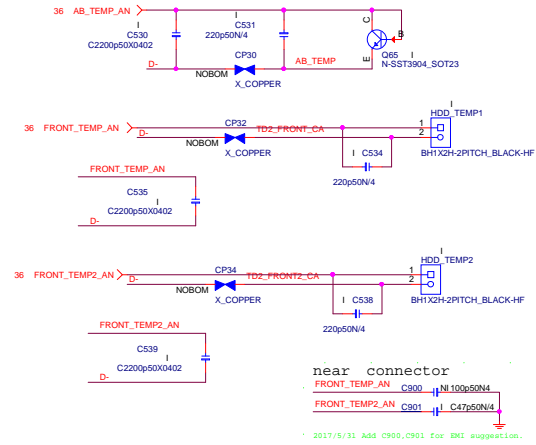 36 AB_TEMP_AN
I
C530
C2200p50X0402
I
C531
220p50N/4
C
B
E
Q65
I
N-SST3904_SOT23
D-
CP30
AB_TEMP
NOBOM
X_COPPER
I
HDD_TEMP1
36 FRONT_TEMP_AN
CP32
1
D-
TD2_FRONT_CA
2
NOBOM
X_COPPER
I C534
220p50N/4
BH1X2H-2PITCH_BLACK-HF
FRONT_TEMP_AN
C535
I
C2200p50X0402
D-
I
HDD_TEMP2
36 FRONT_TEMP2_AN
CP34
1
D-
TD2_FRONT2_CA
2
NOBOM
X_COPPER
I C538
220p50N/4
BH1X2H-2PITCH_BLACK-HF
FRONT_TEMP2_AN
C539
I
C2200p50X0402
D-
near connector
FRONT_TEMP_AN C900 NI 100p50N4
FRONT_TEMP2_AN C901 I C47p50N/4
2017/5/31 Add C900,C901 for EMI suggestion.